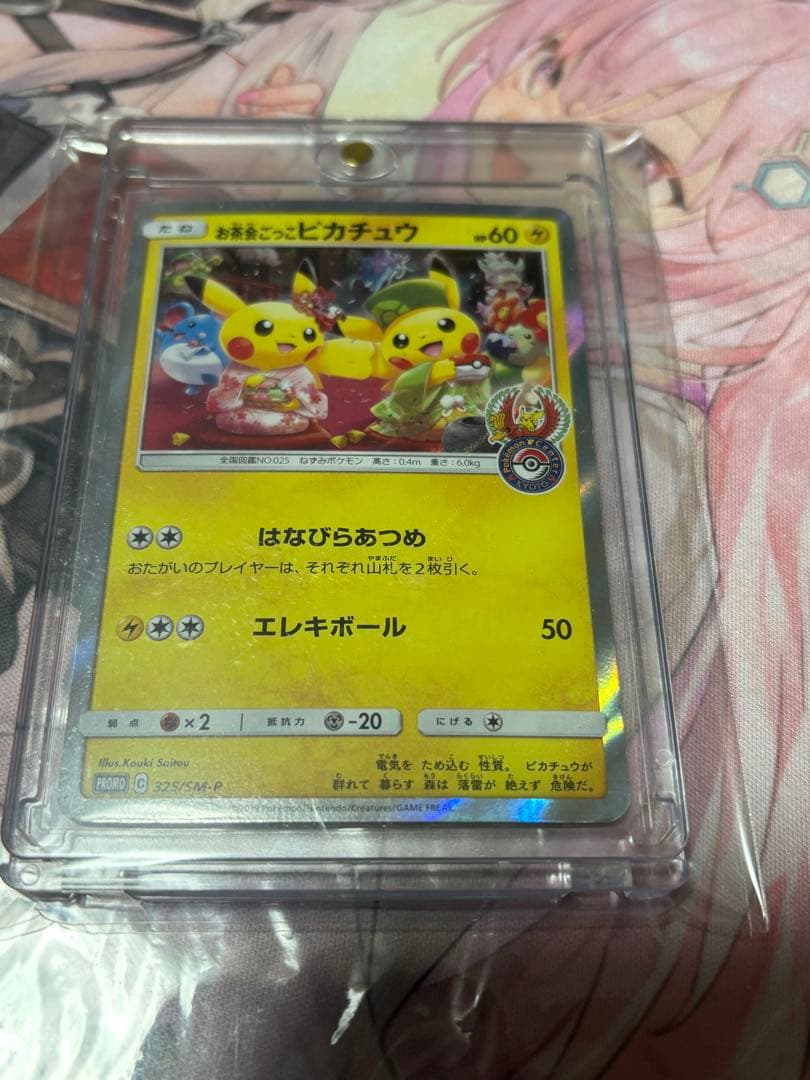 たね お茶会ごっこピカチュウ HP60
Pokémon Center
KYOTO
全国図鑑NO.025 ねずみポケモン 高さ:0.4m 重さ:6.0kg
はなびらあつめ
おたがいのプレイヤーは、それぞれ山札を2枚引く。
エレキボール 50
弱点 ×2 抵抗力 -20 にげる
Illus.Kouki Saitou
PROMO C 325/SM-P
電気を ため込む 性質。 ピカチュウが
群れて 暮らす 森は 落雷が 絶えず 危険だ。
©2019 Pokémon/Nintendo/Creatures/GAME FREAK.